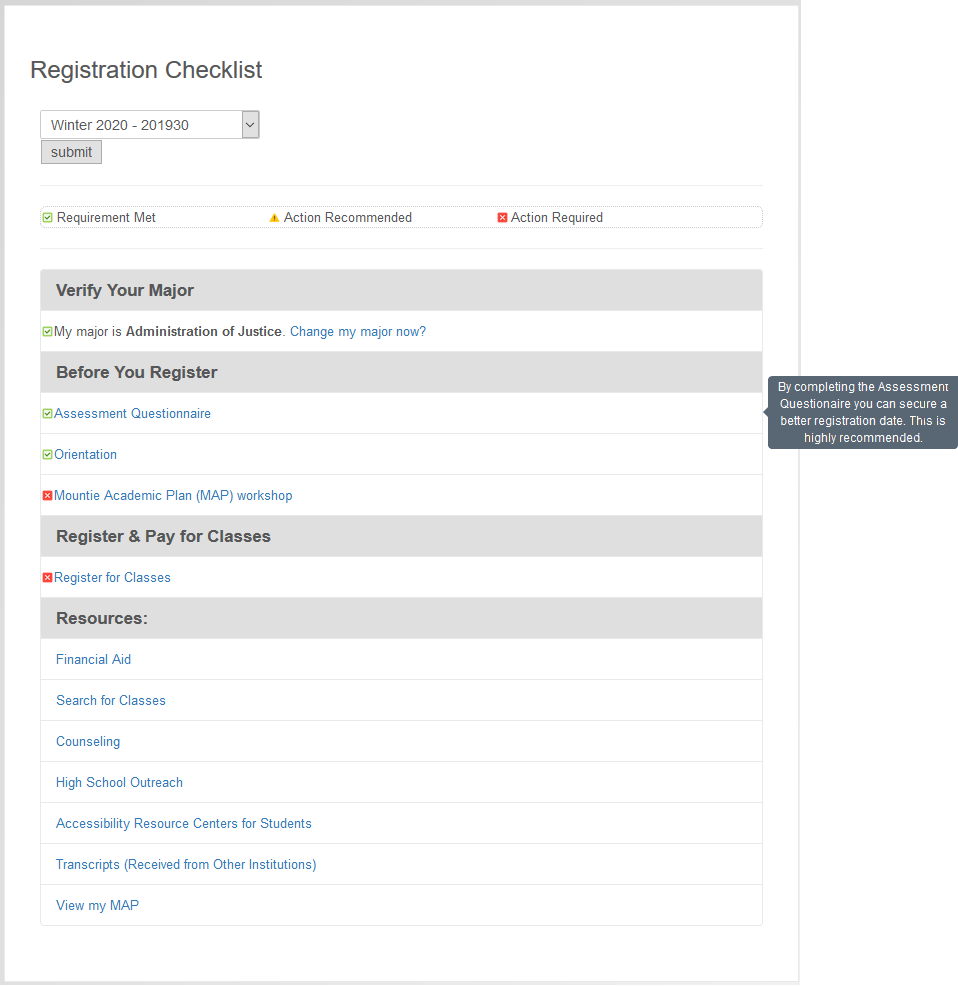 Registration Checklist
Winter 2020 - 201930
submit
Requirement Met Action Recommended Action Required
Verify Your Major
My major is Administration of Justice. Change my major now?
Before You Register
Assessment Questionnaire
By completing the Assessment
Questionaire you can secure a
better registration date. This is
highly recommended.
Orientation
Mountie Academic Plan (MAP) workshop
Register & Pay for Classes
Register for Classes
Resources:
Financial Aid
Search for Classes
Counseling
High School Outreach
Accessibility Resource Centers for Students
Transcripts (Received from Other Institutions)
View my MAP